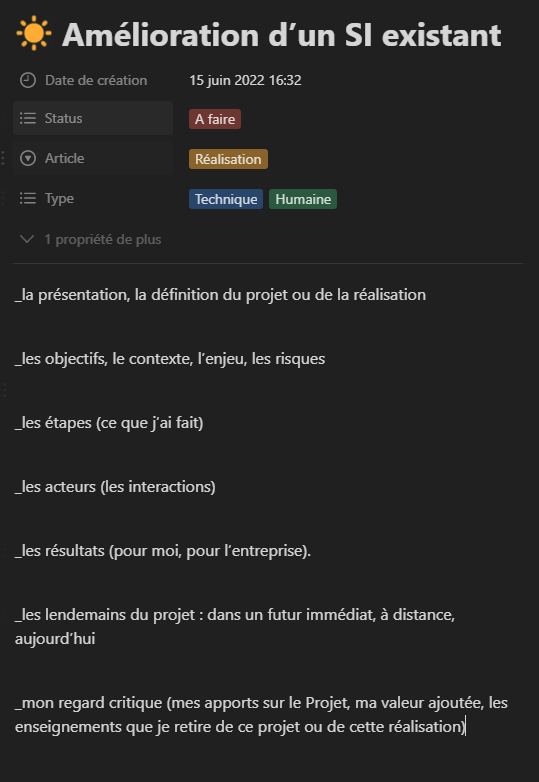 Amélioration d’un SI existant
Date de création 15 juin 2022 16:32
Status A faire
Article Réalisation
Type Technique Humaine
1 propriété de plus
_la présentation, la définition du projet ou de la réalisation
_les objectifs, le contexte, l’enjeu, les risques
_les étapes (ce que j’ai fait)
_les acteurs (les interactions)
_les résultats (pour moi, pour l’entreprise).
_les lendemains du projet : dans un futur immédiat, à distance,
aujourd’hui
_mon regard critique (mes apports sur le Projet, ma valeur ajoutée, les
enseignements que je retire de ce projet ou de cette réalisation)